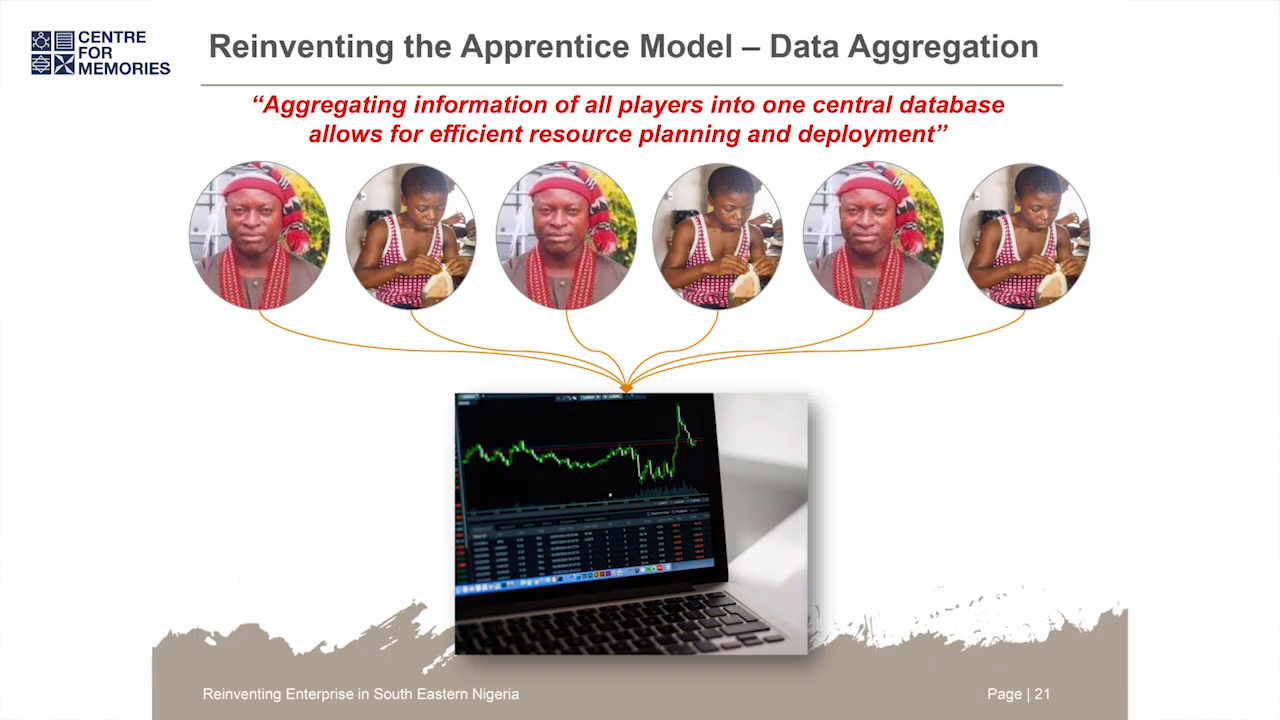 CENTRE
FOR
MEMORIES
Reinventing the Apprentice Model – Data Aggregation
“Aggregating information of all players into one central database
allows for efficient resource planning and deployment”
Reinventing Enterprise in South Eastern Nigeria
Page | 21